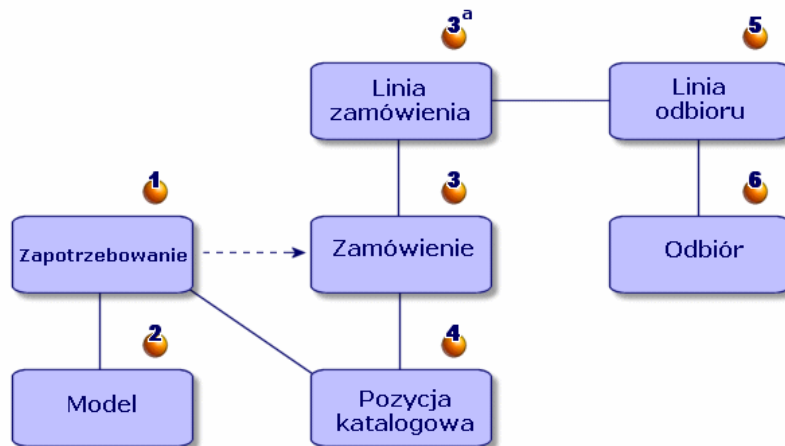 3a
5
Linia
zamówienia
Linia
odbioru
1
3
6
Zapotrzebowanie
Zamówienie
Odbiór
2
4
Model
Pozycja
katalogowa